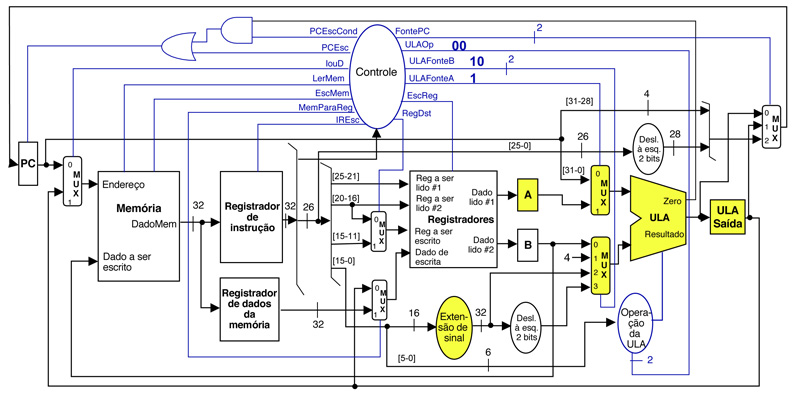 PCEscCond
FontePC
2
PCEsc
ULAOp
00
IouD
ULAFonteB
10
2
LerMem
Controle
ULAFonteA
1
EscMem
EscReg
MemParaReg
RegDst
IREsc
[31-28]
4
[25-0]
26
Desl.
à esq.
2 bits
28
0
1
2
MUX
PC
0
MUX
1
Endereço
Memória
DadoMem
Dado a ser
escrito
32
Registrador
de
instrução
32
26
[25-21]
[20-16]
[15-11]
[15-0]
0
MUX
1
Reg a ser
lido #1
Reg a ser
lido #2
Registradores
Reg a ser
escrito
Dado de
escrita
Dado
lido #1
Dado
lido #2
A
B
[31-0]
0
MUX
1
4
0
1
2
3
MUX
Zero
ULA
Resultado
ULA
Saída
Registrador
de dados
da
memória
32
0
MUX
1
16
Extensão
de
sinal
32
Desl.
à esq.
2 bits
Opera-
ção da
ULA
[5-0]
6
2